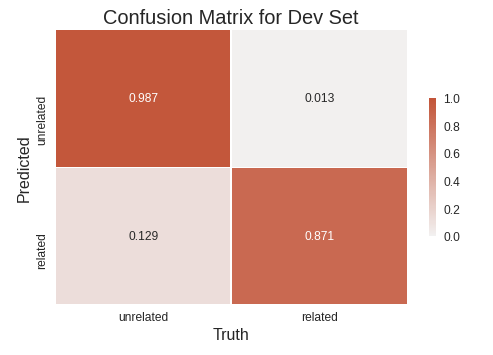 Confusion Matrix for Dev Set
Predicted
unrelated
0.987
0.013
related
0.129
0.871
unrelated
related
Truth
1.0
0.8
0.6
0.4
0.2
0.0